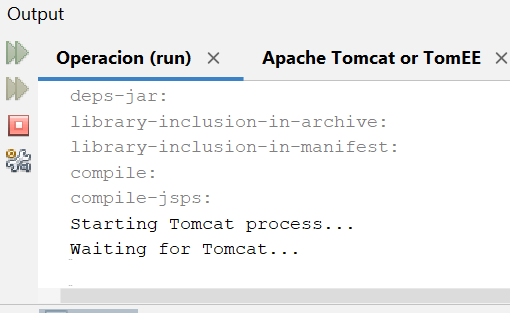 Output
Operacion (run)
Apache Tomcat or TomEE
deps-jar:
library-inclusion-in-archive:
library-inclusion-in-manifest:
compile:
compile-jsps:
Starting Tomcat process...
Waiting for Tomcat...